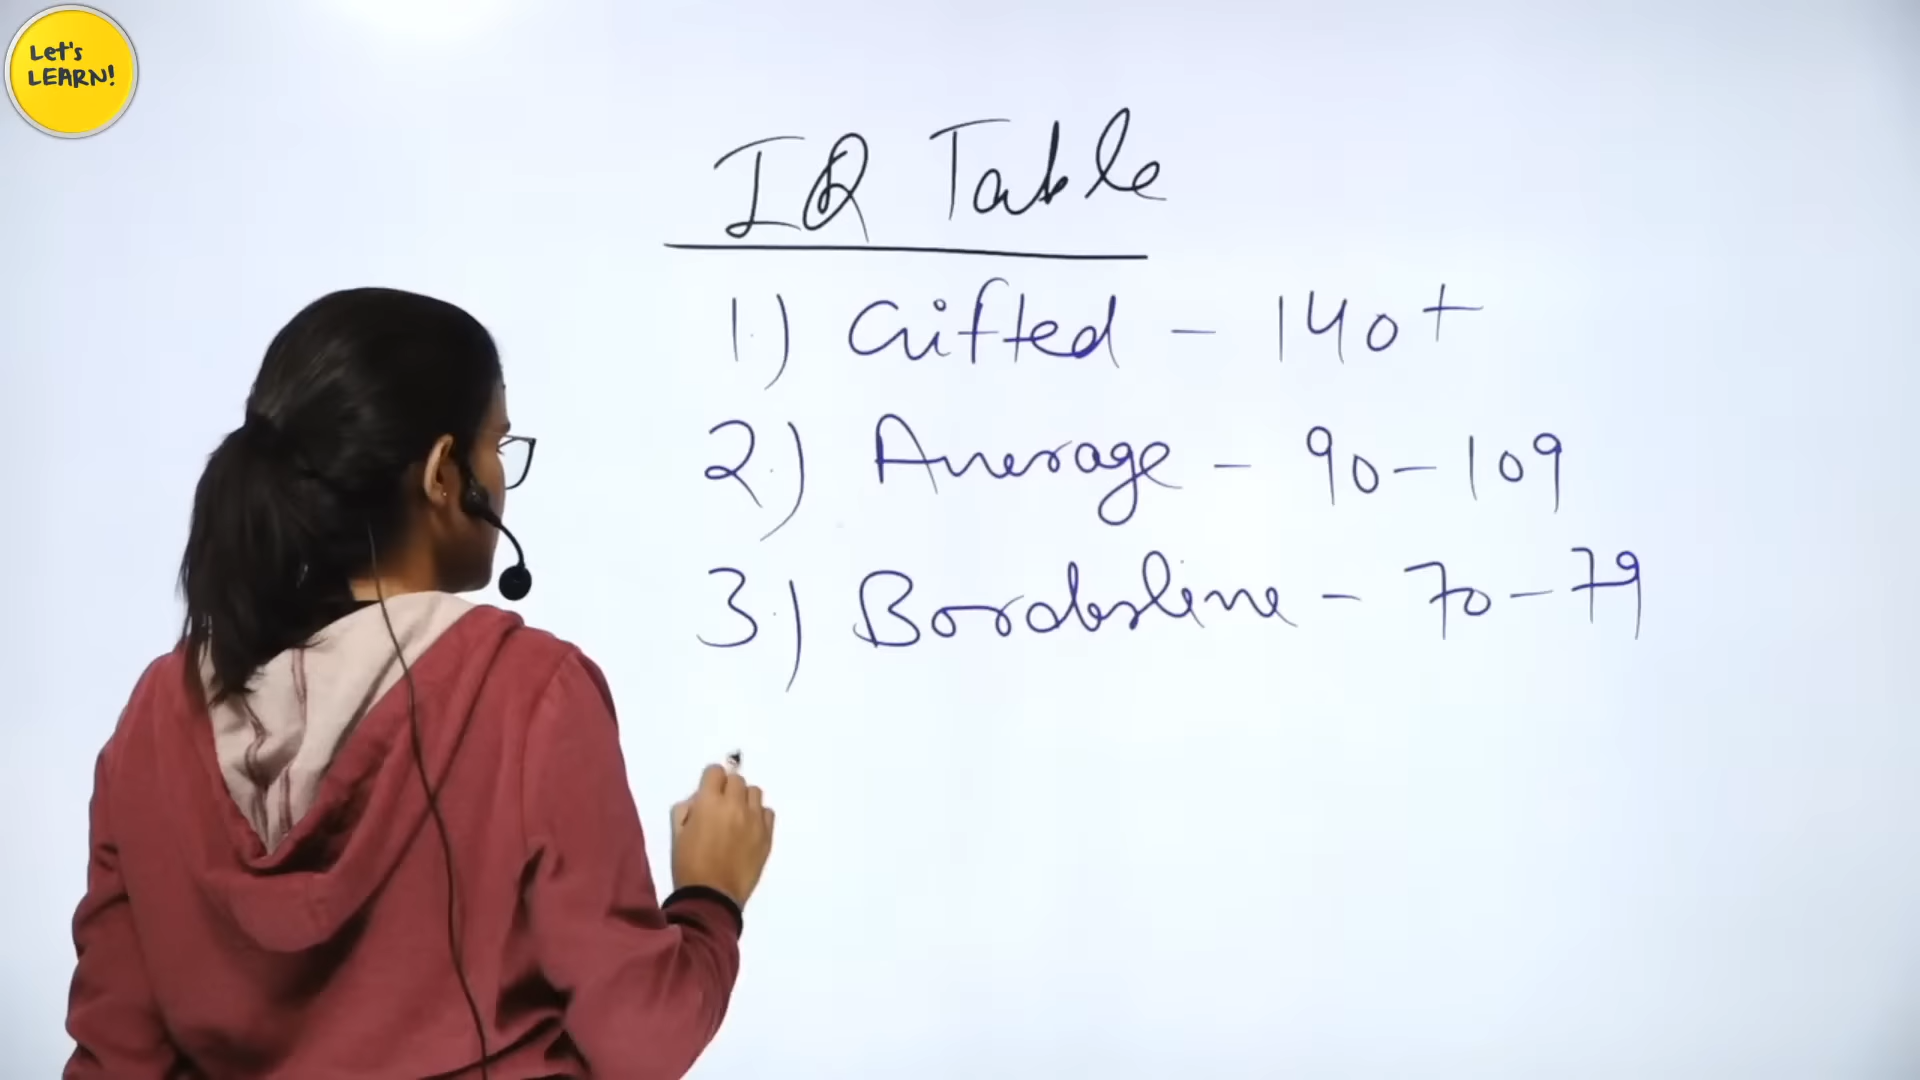 Let's
LEARN!
IQ Table
1.) Gifted - 140+
2.) Average - 90-109
3.) Borderline - 70-79